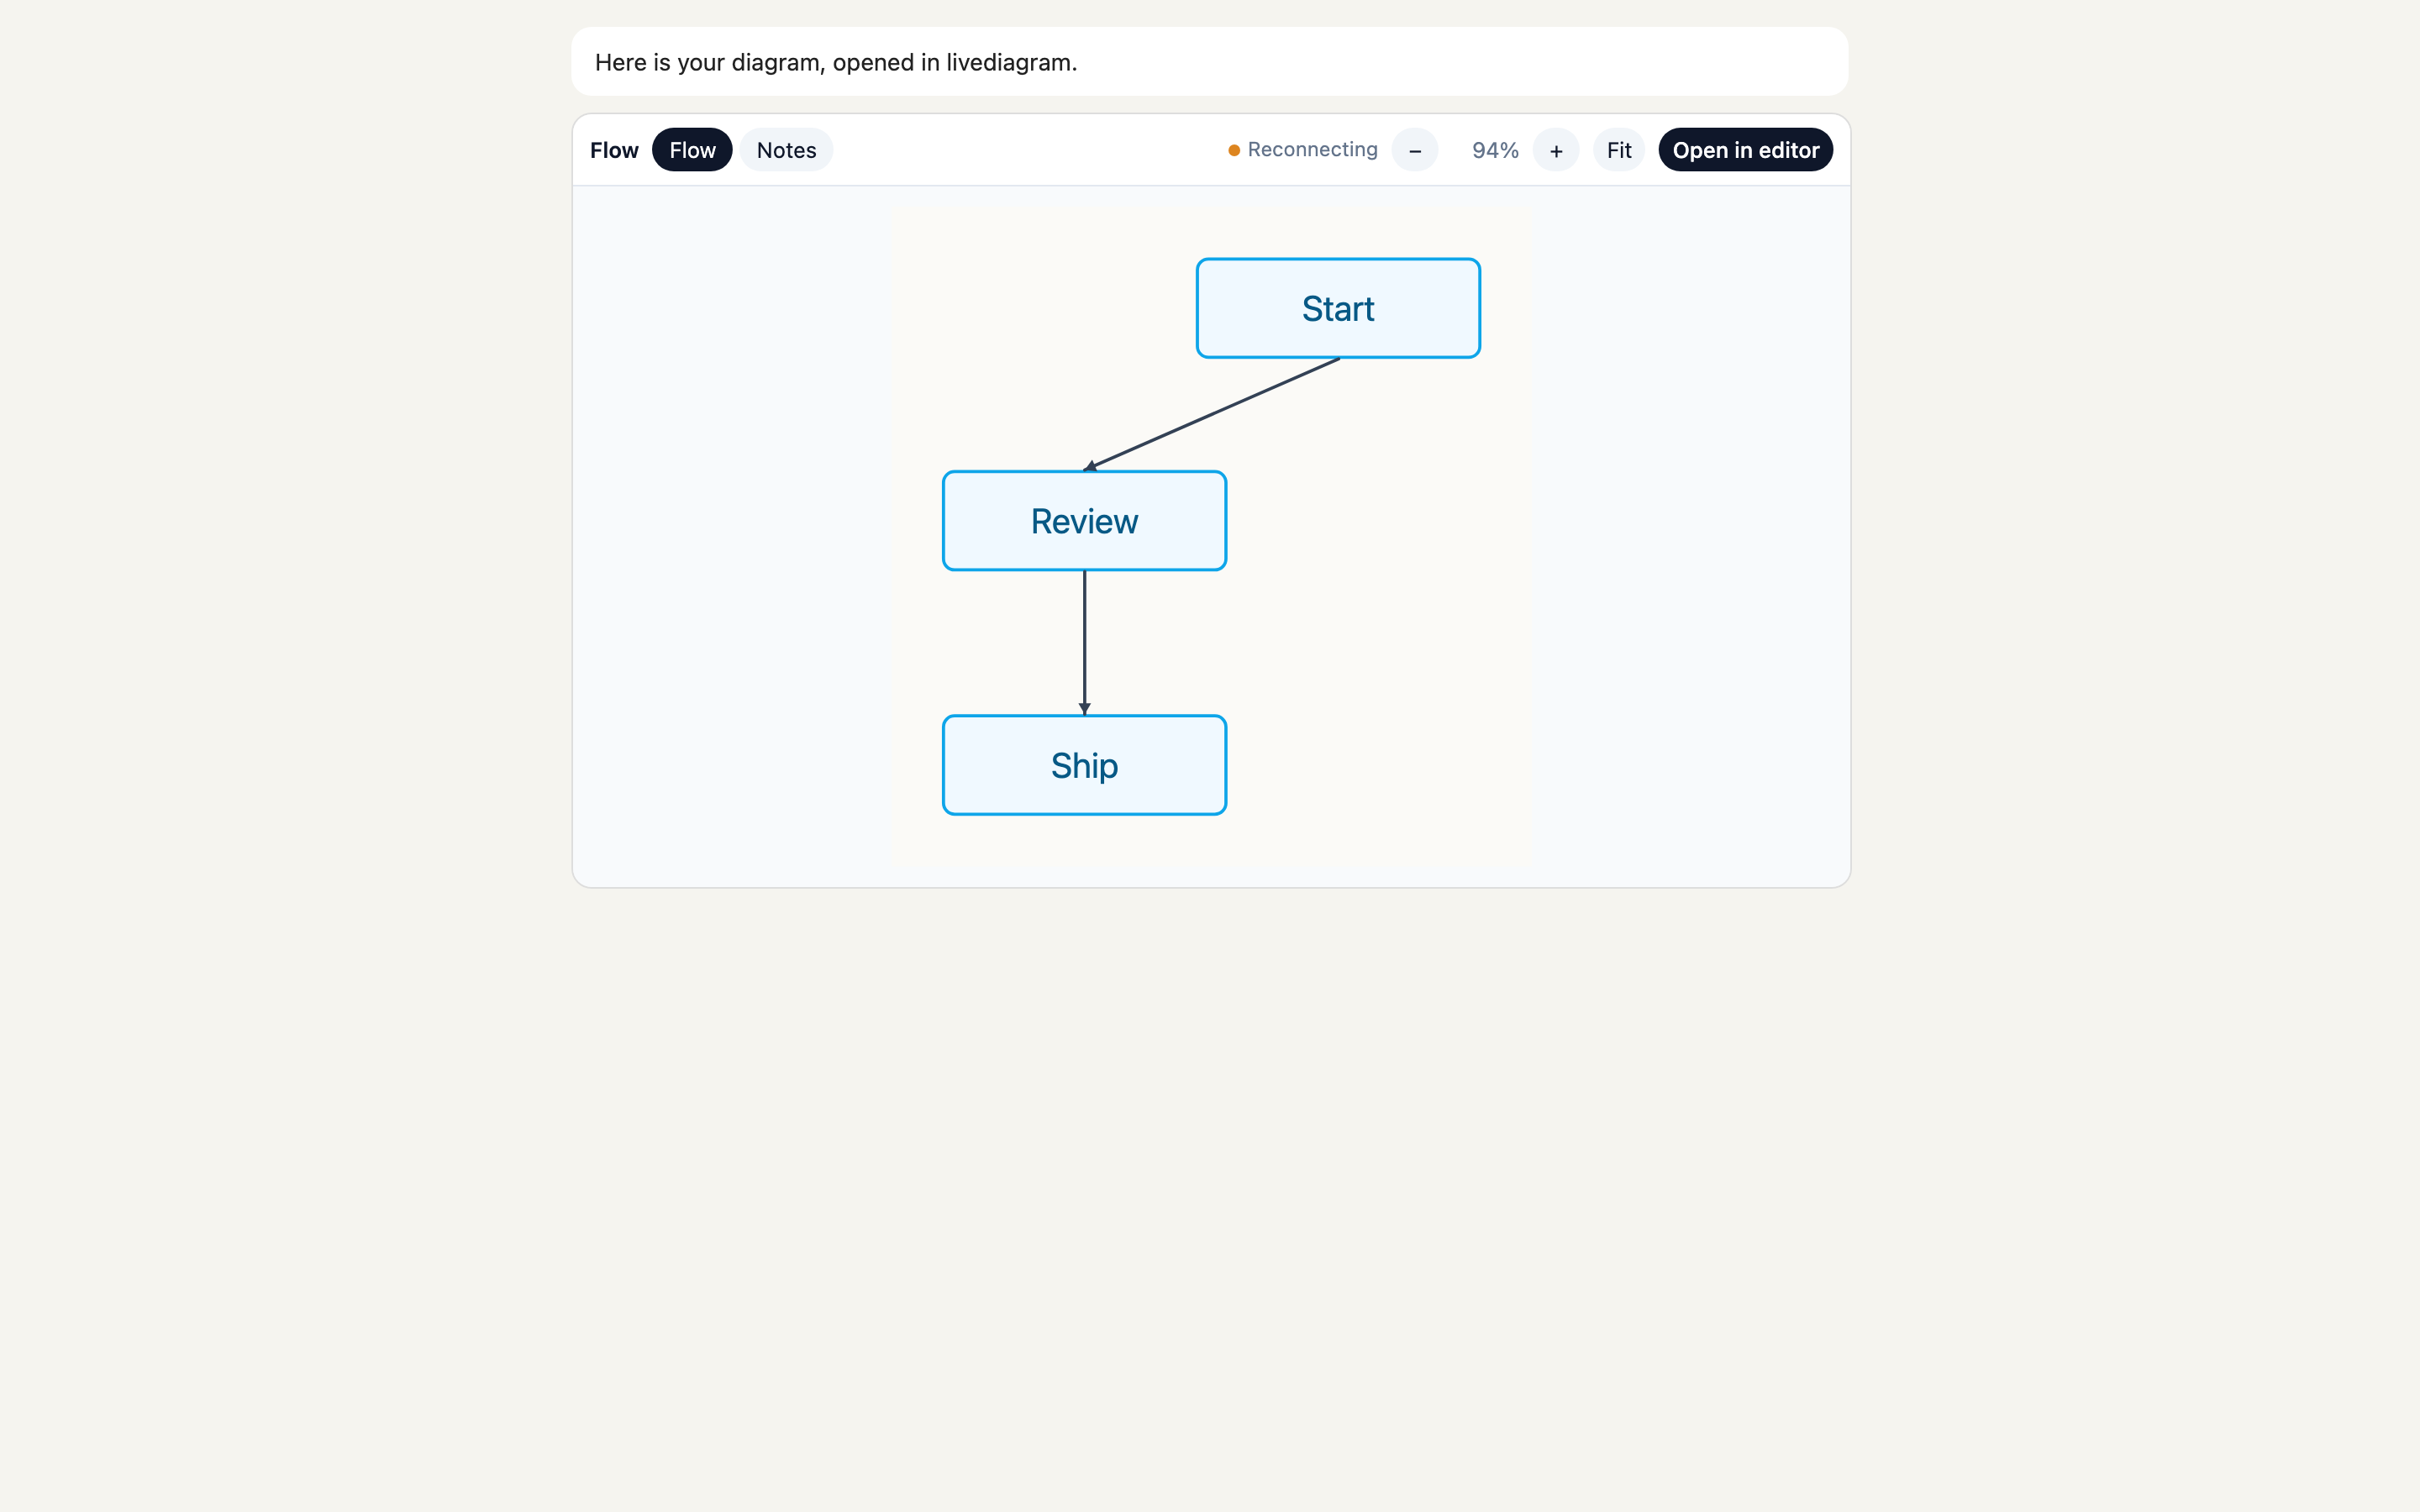 Here is your diagram, opened in livediagram.
Flow Flow Notes Reconnecting − 94% + Fit Open in editor
Start
Review
Ship